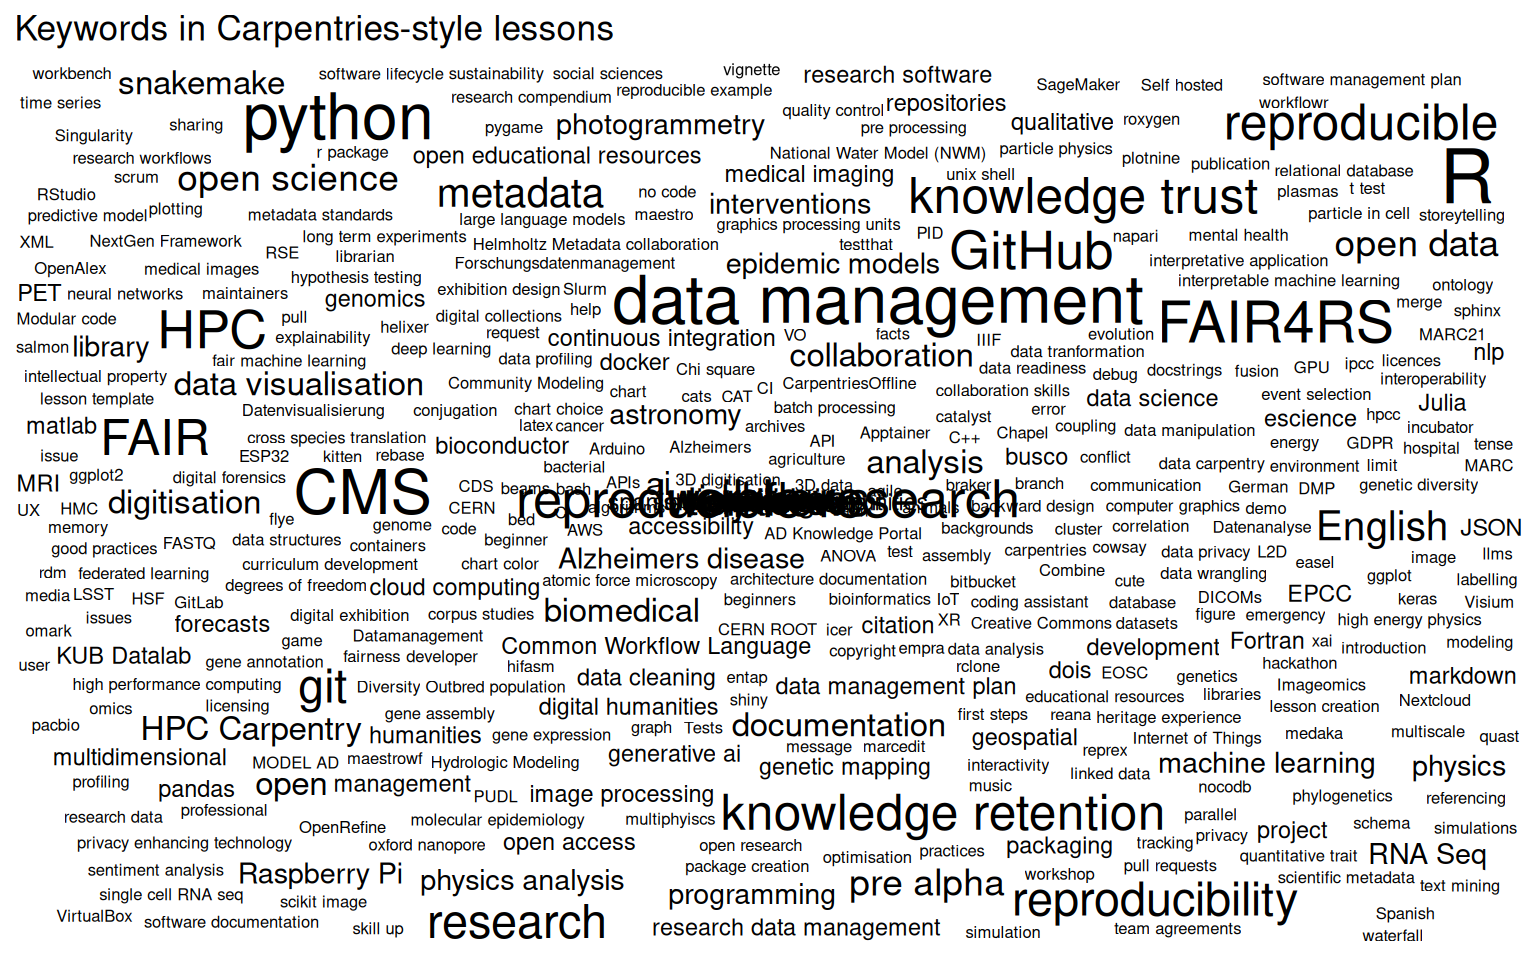 Keywords in Carpentries-style lessons
workbench snakemake software lifecycle sustainability social sciences vignette research software SageMaker Self hosted software management plan
time series python research compendium reproducible example quality control repositories workflowr
Singularity sharing pygame photogrammetry pre processing qualitative roxygen reproducible
research workflows r package open educational resources National Water Model (NWM) particle physics plotnine publication relational database R
scrum open science medical imaging unix shell
RStudio metadata no code interventions knowledge trust plasmas t test
predictive model plotting metadata standards large language models maestro graphics processing units particle in cell storeytelling
XML NextGen Framework long term experiments Helmholtz Metadata collaboration testthat PID GitHub napari mental health open data
RSE librarian
OpenAlex medical images Forschungsdatenmanagement epidemic models interpretative application
hypothesis testing interpretable machine learning
PET neural networks maintainers genomics exhibition design Slurm data management ontology
Modular code HPC pull digital collections help FAIR4RS merge sphinx
explainability helixer request continuous integration VO facts IIIF evolution MARC21
salmon library deep learning data profiling collaboration data tranformation nlp
fair machine learning docker Chi square data readiness debug docstrings fusion GPU ipcc licences
intellectual property data visualisation Community Modeling chart cats CAT CI CarpentriesOffline collaboration skills interoperability
lesson template data science event selection
Datenvisualisierung conjugation chart choice astronomy batch processing error Julia
matlab FAIR latex cancer archives catalyst coupling escience hpcc incubator
cross species translation bioconductor Arduino Alzheimers API Apptainer C++ Chapel data manipulation energy GDPR hospital tense
issue ESP32 kitten rebase agriculture analysis busco conflict
MRI ggplot2 digital forensics CMS bacterial data carpentry environment limit MARC
CDS beams bash APIs ai 3D digitisation 3D data agile braker branch communication German DMP genetic diversity
UX HMC digitisation CERN reproducible research backward design computer graphics demo
memory flye genome code bed AWS accessibility AD Knowledge Portal backgrounds cluster correlation Datenanalyse English JSON
good practices FASTQ data structures containers beginner
curriculum development chart color Alzheimers disease ANOVA test assembly carpentries cowsay data privacy L2D easel image llms
rdm federated learning degrees of freedom cloud computing atomic force microscopy architecture documentation bitbucket Combine cute data wrangling ggplot labelling
media LSST HSF GitLab biomedical beginners bioinformatics IoT coding assistant database DICOMs EPCC keras Visium
issues digital exhibition corpus studies figure emergency high energy physics
omark forecasts CERN ROOT icer citation XR Creative Commons datasets
game Datamanagement Common Workflow Language copyright empra data analysis development Fortran xai introduction modeling
user KUB Datalab gene annotation fairness developer hifasm rclone hackathon
high performance computing git Diversity Outbred population data cleaning entap data management plan dois EOSC genetics Imageomics markdown
omics licensing digital humanities shiny educational resources libraries lesson creation Nextcloud
pacbio HPC Carpentry gene assembly documentation first steps reana heritage experience
humanities gene expression graph Tests geospatial Internet of Things medaka multiscale quast
multidimensional MODEL AD maestrowf Hydrologic Modeling generative ai message marcedit reprex
genetic mapping interactivity linked data machine learning physics
profiling pandas open management PUDL image processing music nocodb phylogenetics referencing
research data professional OpenRefine molecular epidemiology multiphyiscs knowledge retention parallel schema simulations
privacy enhancing technology oxford nanopore open access open research packaging tracking privacy project
sentiment analysis Raspberry Pi physics analysis package creation optimisation practices pull requests quantitative trait RNA Seq
single cell RNA seq scikit image programming pre alpha workshop scientific metadata text mining
VirtualBox software documentation skill up research research data management simulation reproducibility team agreements Spanish
waterfall